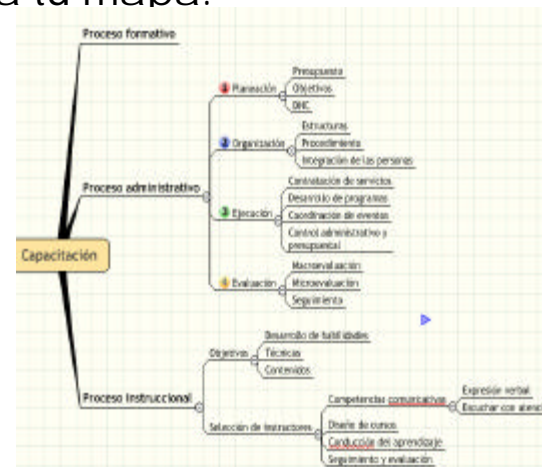 a tu mapa.
Proceso formativo
Presupuesto
1 Planeación
Objetivos
DNC
Estructuras
2 Organización
Procedimiento
Integración de las personas
Proceso administrativo
Contratación de servicios
Desarrollo de programas
3 Ejecución
Coordinación de eventos
Control administrativo y
presupuestal
Capacitación
Macroevaluación
4 Evaluación
Microevaluación
Seguimiento
Desarrollo de habilidades
Objetivos
Técnicas
Contenidos
Proceso Instruccional
Expresión verbal
Competencias comunicativas
Escuchar con atenc
Selección de instructores
Diseño de cursos
Conducción del aprendizaje
Seguimiento y evaluación